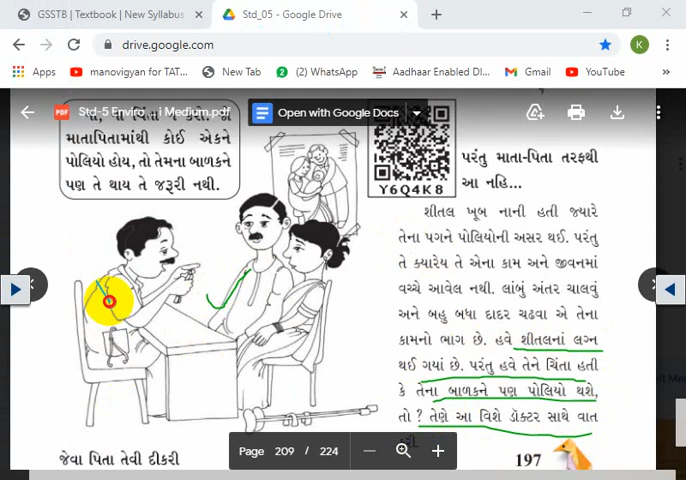 GSSTB | Textbook | New Syllabus
Std_05 - Google Drive
drive.google.com
K
Apps
manovigyan for TAT...
New Tab
(2) WhatsApp
Aadhaar Enabled DI...
Gmail
YouTube
Std-5 Enviro ... i Medium.pdf
Open with Google Docs
માતાપિતામાંથી કોઈ એકને
પોલિયો હોય, તો તેમના બાળકને
પણ તે થાય તે જરૂરી નથી.
Y6Q4K8
પરંતુ માતા-પિતા તરફથી
આ નહિ...
શીતલ ખૂબ નાની હતી જ્યારે
તેના પગને પોલિયોની અસર થઈ. પરંતુ
તે ક્યારેય તે એના કામ અને જીવનમાં
વચ્ચે આવેલ નથી. લાંબું અંતર ચાલવું
અને બહુ બધા દાદર ચઢવા એ તેના
કામનો ભાગ છે. હવે શીતલનાં લગ્ન
થઈ ગયાં છે. પરંતુ હવે તેને ચિંતા હતી
કે તેના બાળકને પણ પોલિયો થશે,
તો ? તેણે આ વિશે ડૉક્ટર સાથે વાત
જેવા પિતા તેવી દીકરી
Page 209 / 224
197